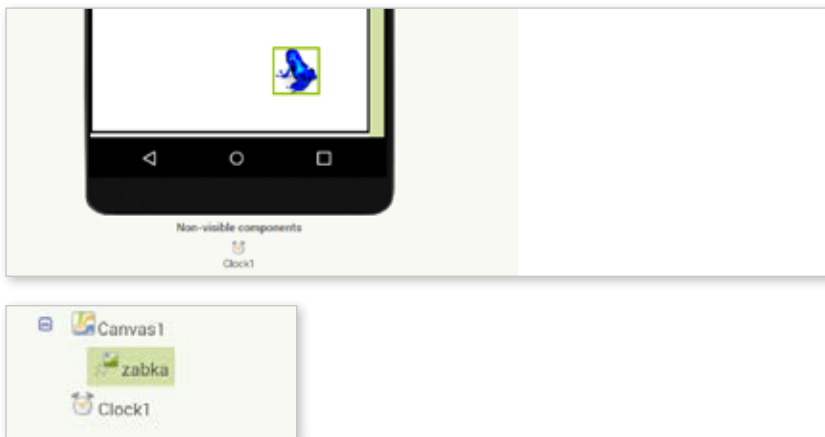 Non-visible components
Clock1
Canvas1
zabka
Clock1